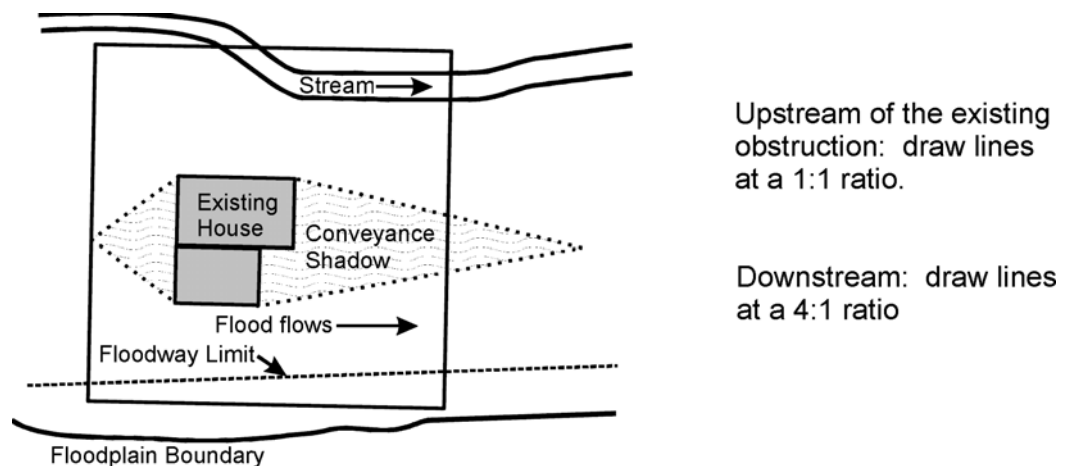 Stream
Existing
House
Conveyance
Shadow
Flood flows
Floodway Limit
Floodplain Boundary
Upstream of the existing
obstruction: draw lines
at a 1:1 ratio.
Downstream: draw lines
at a 4:1 ratio